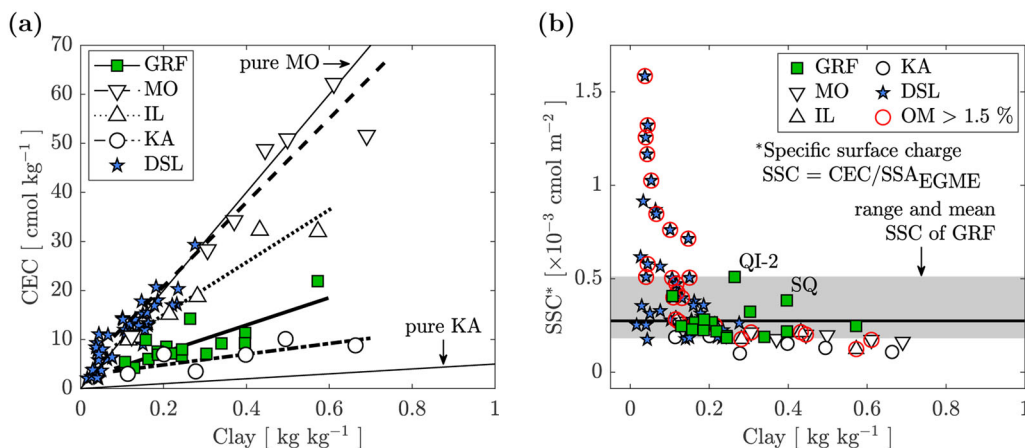 (a)
70
60
50
40
30
20
10
0
CEC [ cmol kg⁻¹ ]
GRF
MO
IL
KA
DSL
pure MO
pure KA
0
0.2
0.4
0.6
0.8
1
Clay [ kg kg⁻¹ ]
(b)
1.5
1
0.5
0
SSC* [×10⁻³ cmol m⁻²]
GRF
KA
MO
DSL
IL
OM > 1.5 %
*Specific surface charge
SSC = CEC/SSA_EGME
range and mean
SSC of GRF
QI-2
SQ
0
0.2
0.4
0.6
0.8
1
Clay [ kg kg⁻¹ ]